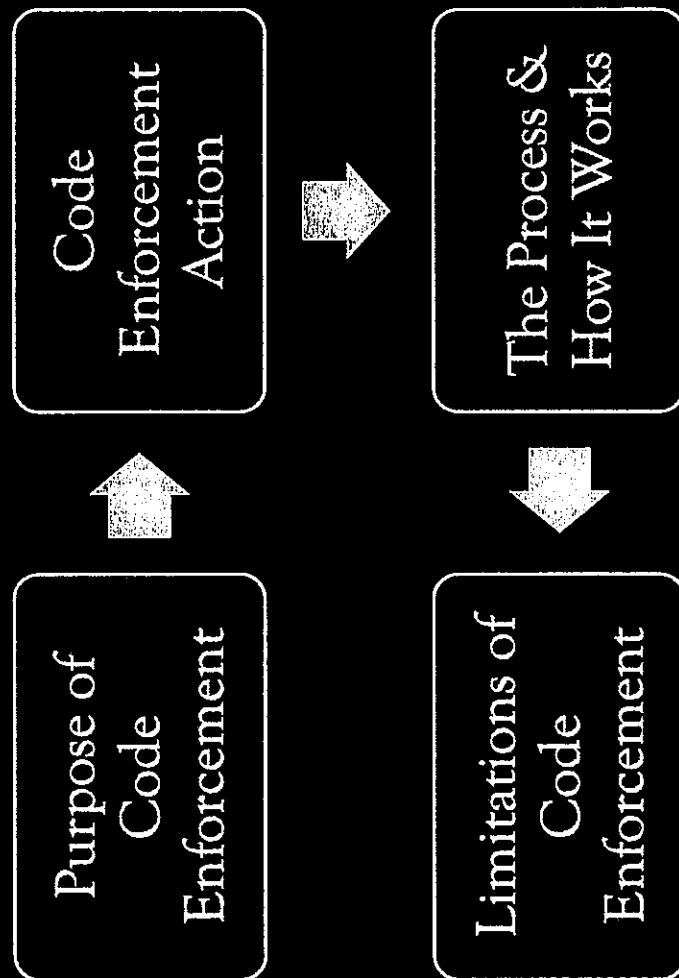 Purpose of
Code
Enforcement
Code
Enforcement
Action
The Process &
How It Works
Limitations of
Code
Enforcement